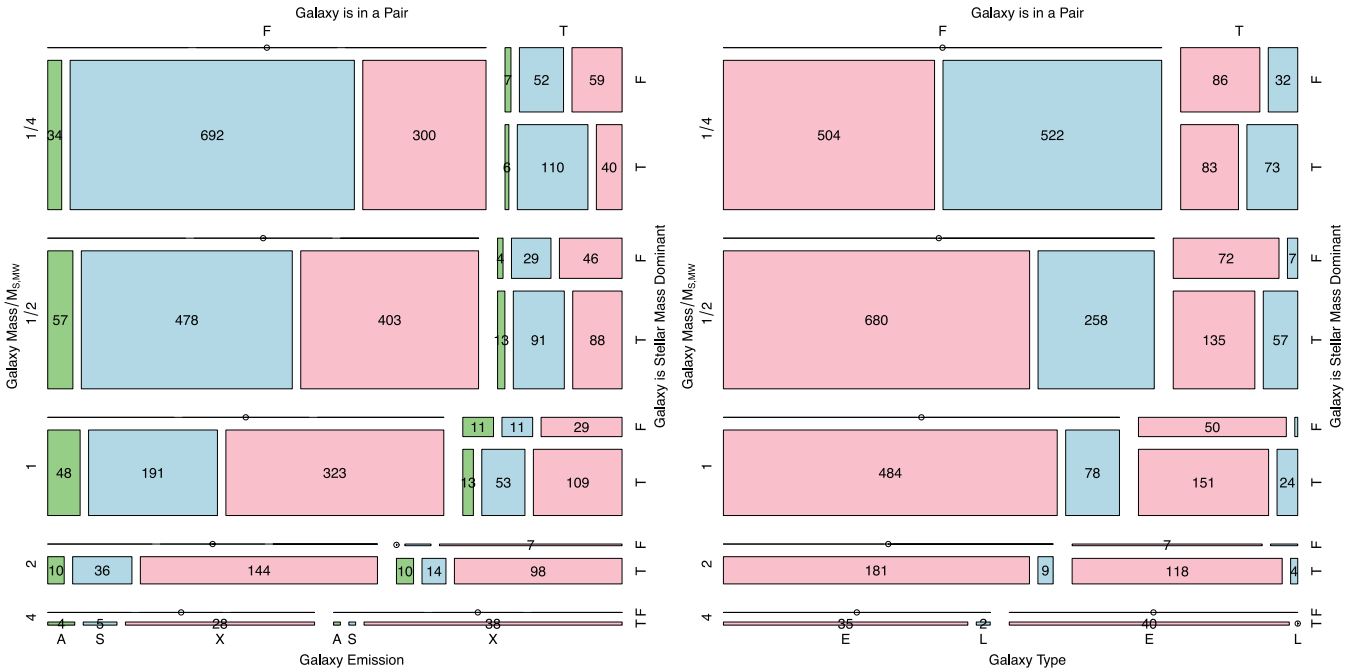 Galaxy is in a Pair
F T
1/4
34 692 300
7 52 59 F
6 110 40 T
1/2
57 478 403
4 29 46 F
13 91 88 T
1
48 191 323
11 11 29 F
13 53 109 T
2
10 36 144
7 F
10 14 98 T
4
F
4 5 28 38 T
A S X A S X
Galaxy Emission
Galaxy Mass/M_S,MW
Galaxy is Stellar Mass Dominant
Galaxy is in a Pair
F T
1/4
504 522
86 32 F
83 73 T
1/2
680 258
72 7 F
135 57 T
1
484 78
50 F
151 24 T
2
181 9
7 F
118 4 T
4
F
35 2 40 T
E L E L
Galaxy Type
Galaxy Mass/M_S,MW
Galaxy is Stellar Mass Dominant